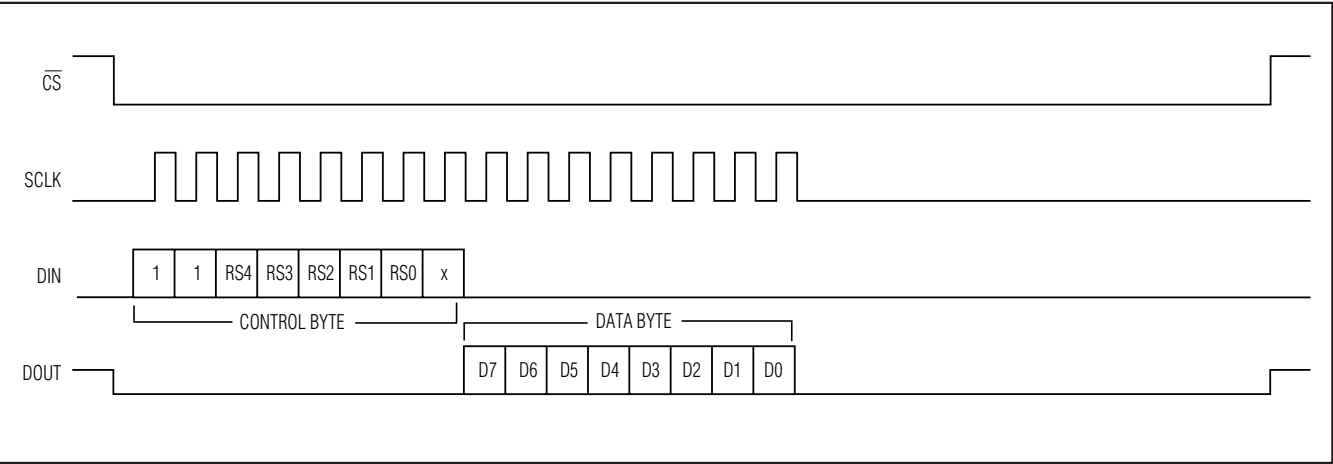 C̅S̅
SCLK
DIN 1 1 RS4 RS3 RS2 RS1 RS0 x
CONTROL BYTE DATA BYTE
DOUT D7 D6 D5 D4 D3 D2 D1 D0